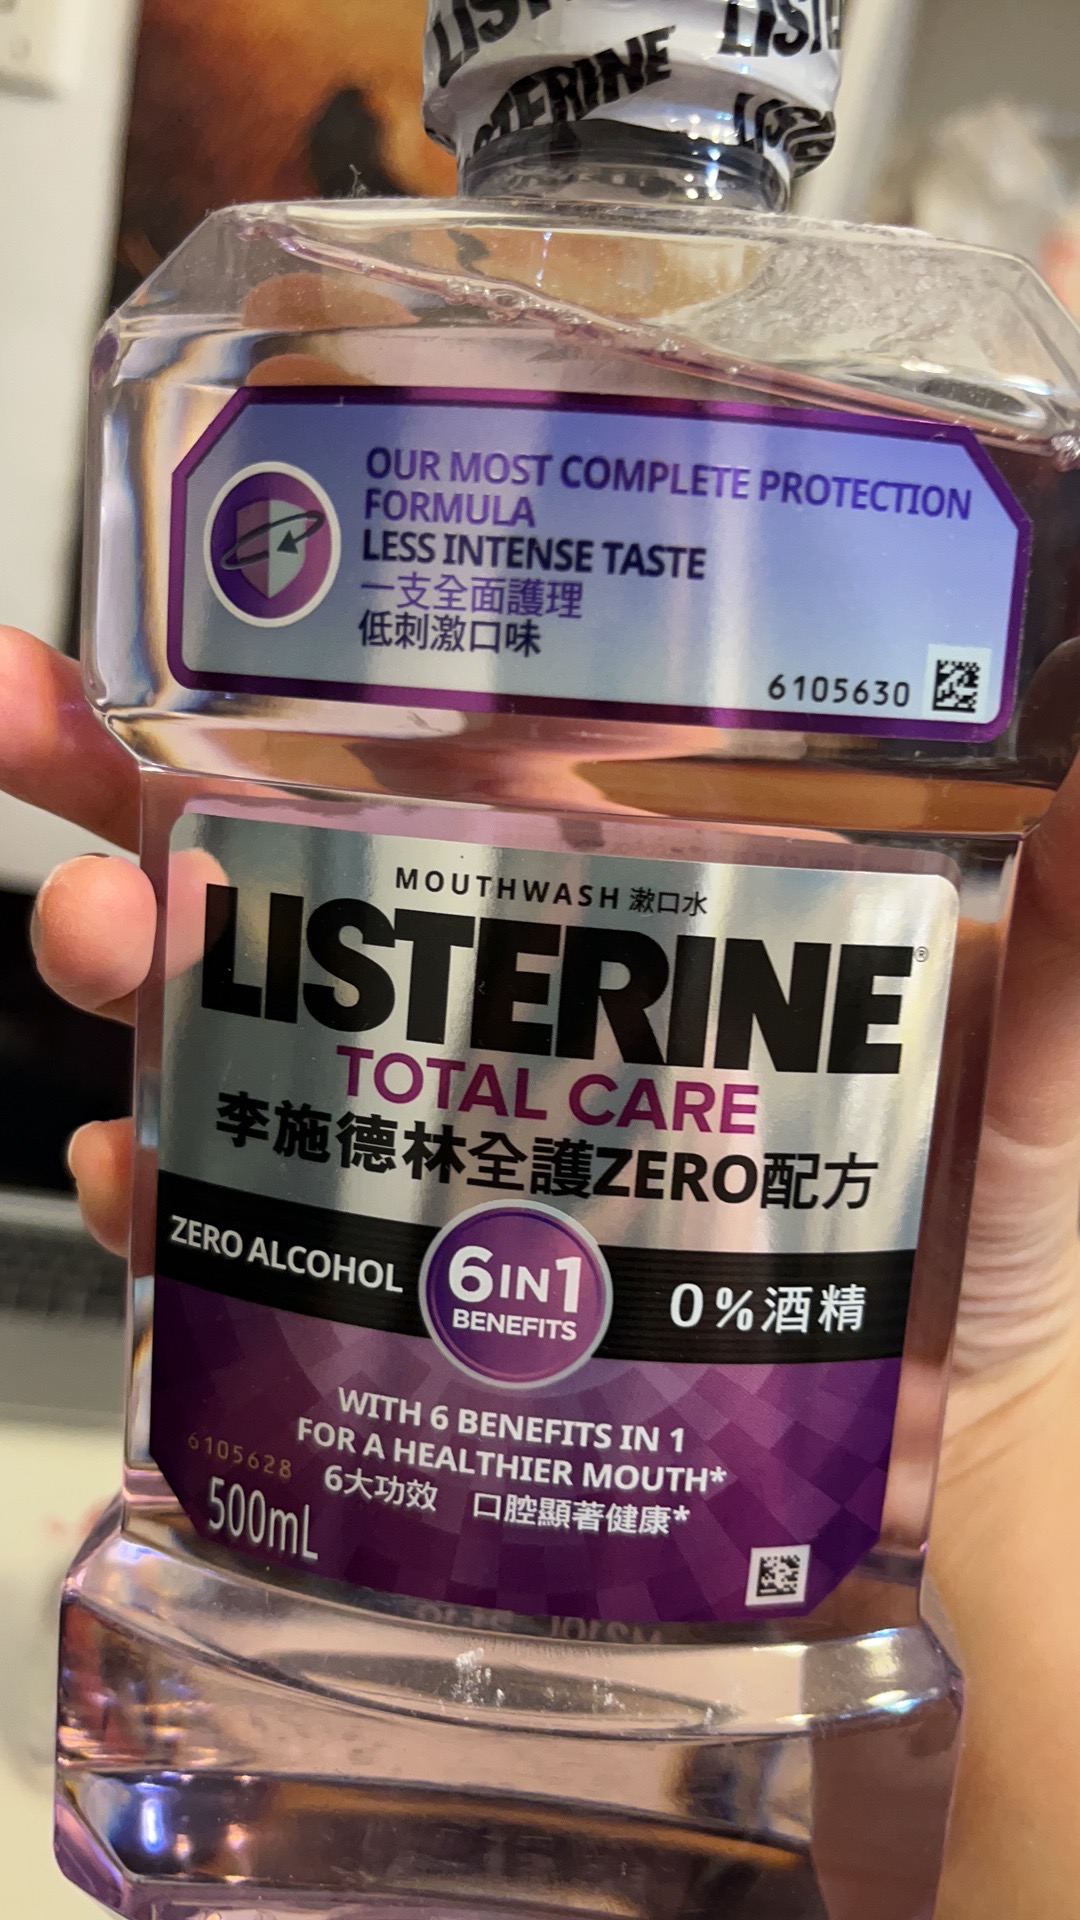 LISTERINE
OUR MOST COMPLETE PROTECTION
FORMULA
LESS INTENSE TASTE
一支全面護理
低刺激口味
6105630
MOUTHWASH 漱口水
LISTERINE®
TOTAL CARE
李施德林全護ZERO配方
ZERO ALCOHOL
6 IN 1
BENEFITS
0%酒精
WITH 6 BENEFITS IN 1
FOR A HEALTHIER MOUTH*
6大功效 口腔顯著健康*
6105628
500mL